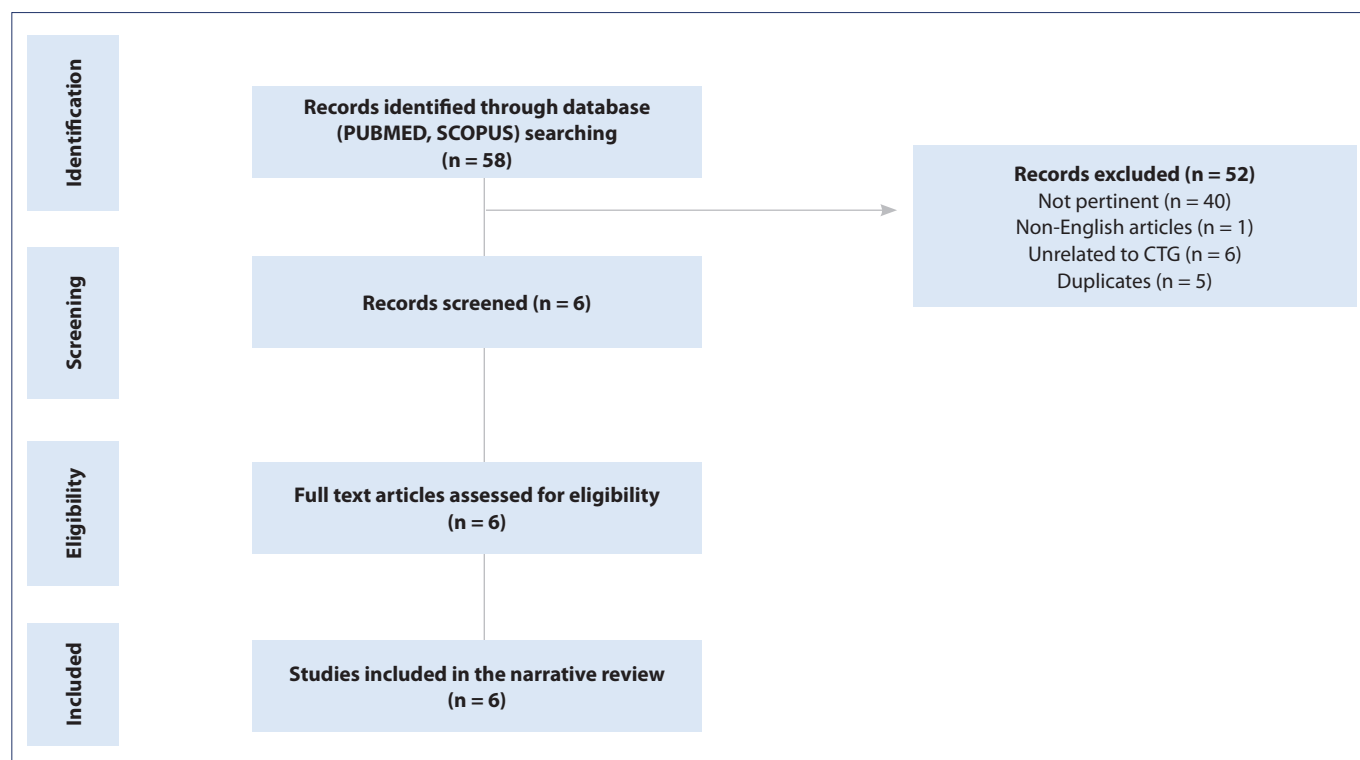 Identification
Records identified through database
(PUBMED, SCOPUS) searching
(n = 58)
Records excluded (n = 52)
Not pertinent (n = 40)
Non-English articles (n = 1)
Unrelated to CTG (n = 6)
Duplicates (n = 5)
Screening
Records screened (n = 6)
Eligibility
Full text articles assessed for eligibility
(n = 6)
Included
Studies included in the narrative review
(n = 6)